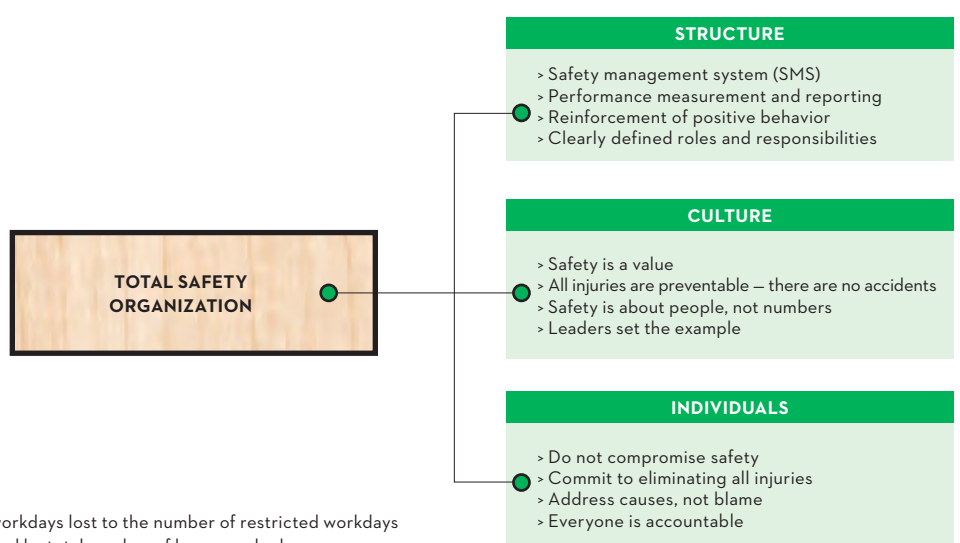 STRUCTURE
> Safety management system (SMS)
> Performance measurement and reporting
> Reinforcement of positive behavior
> Clearly defined roles and responsibilities
CULTURE
> Safety is a value
> All injuries are preventable — there are no accidents
> Safety is about people, not numbers
> Leaders set the example
TOTAL SAFETY
ORGANIZATION
INDIVIDUALS
> Do not compromise safety
> Commit to eliminating all injuries
> Address causes, not blame
> Everyone is accountable
workdays lost to the number of restricted workdays